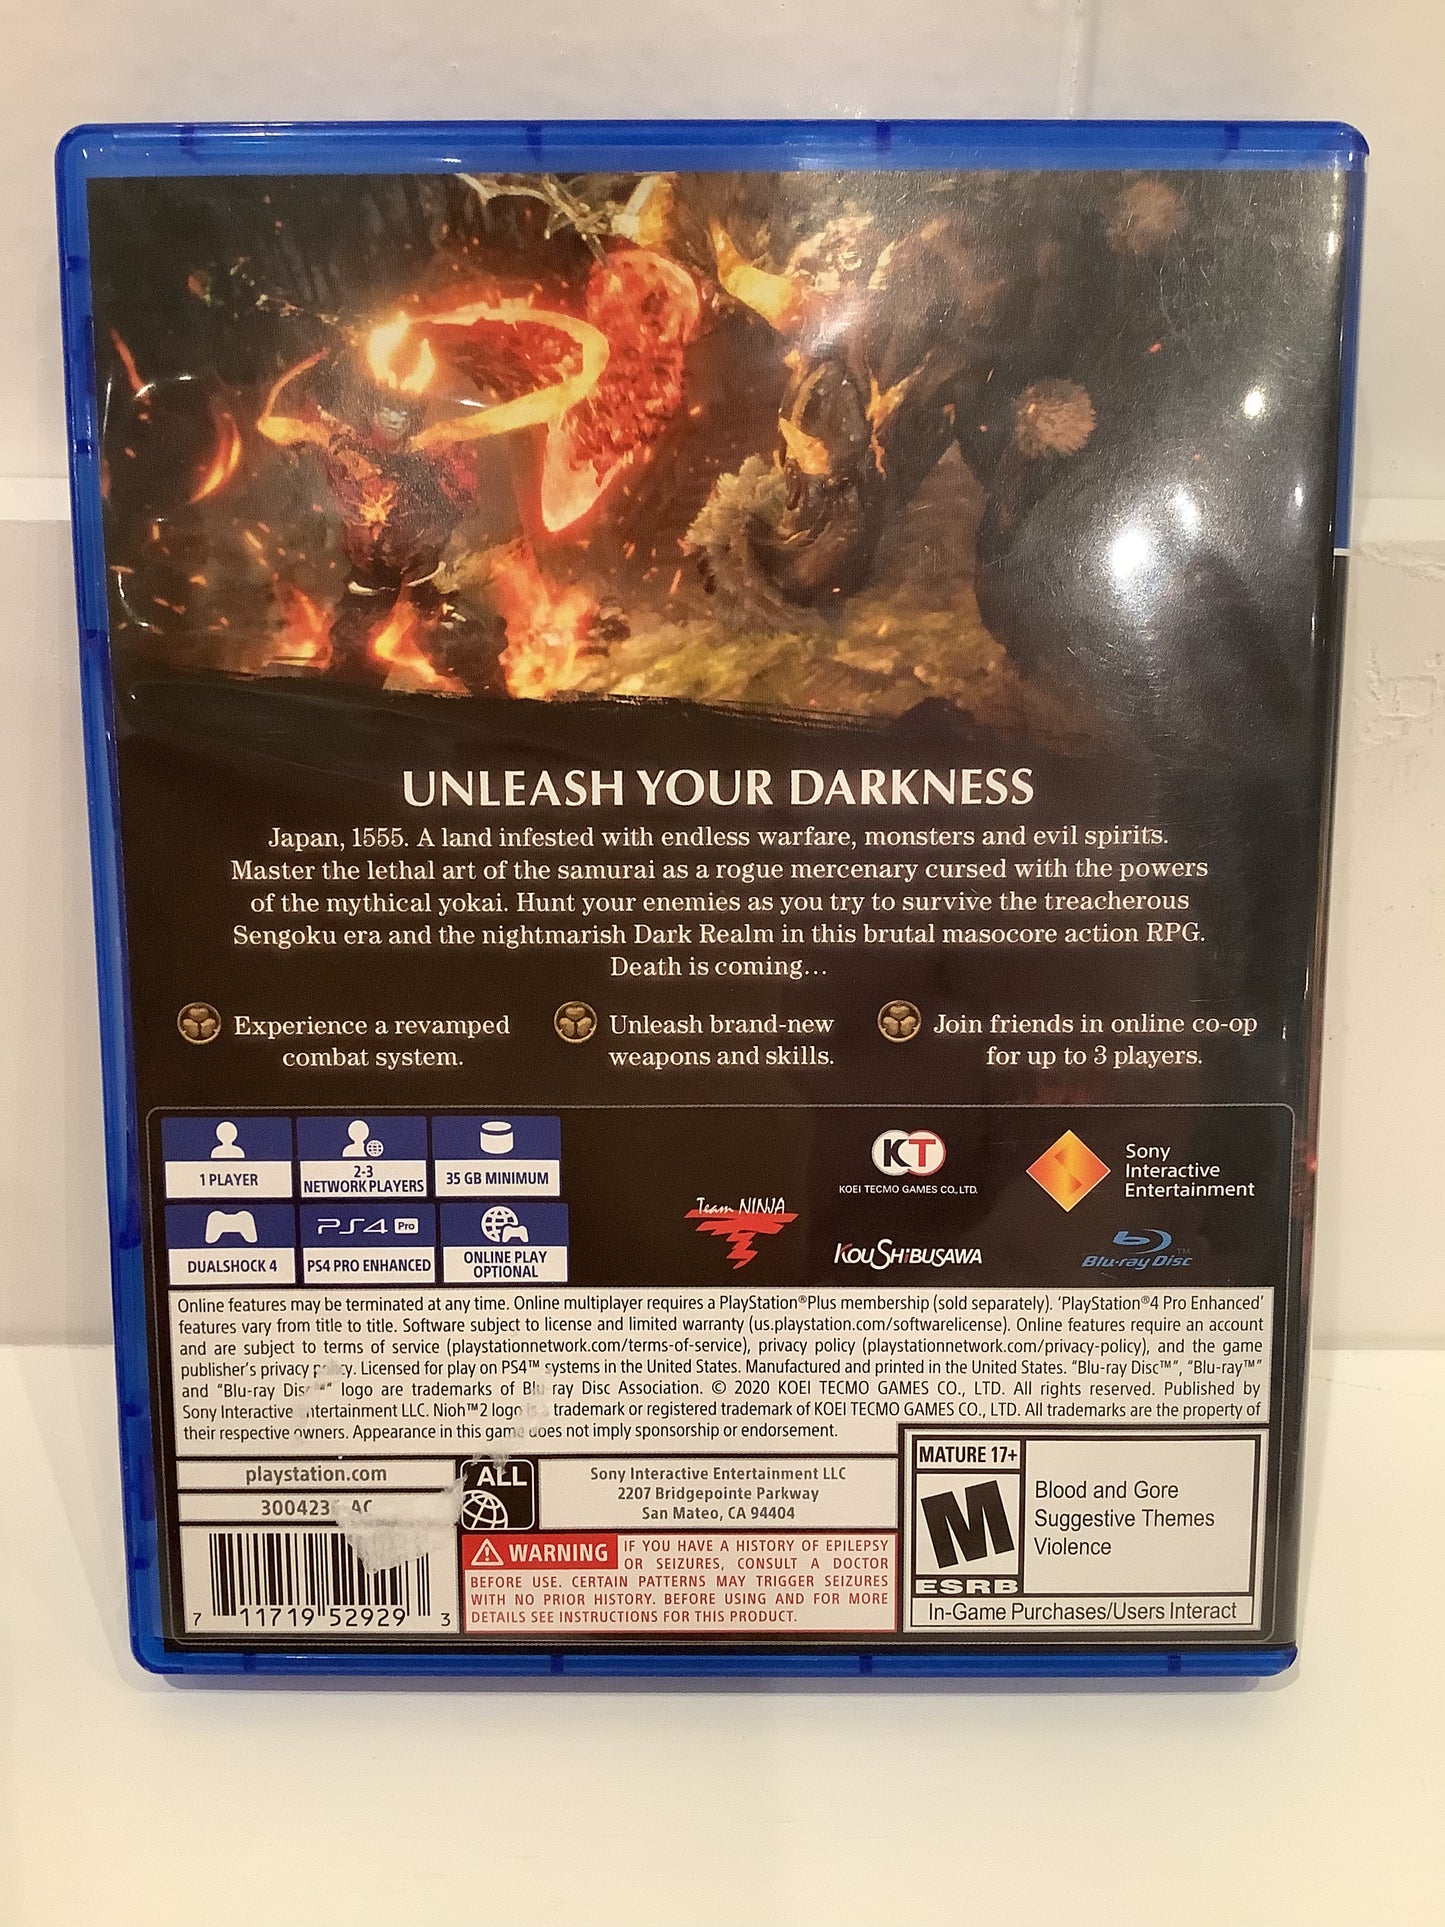 UNLEASH YOUR DARKNESS
Japan, 1555. A land infested with endless warfare, monsters and evil spirits.
Master the lethal art of the samurai as a rogue mercenary cursed with the powers
of the mythical yokai. Hunt your enemies as you try to survive the treacherous
Sengoku era and the nightmarish Dark Realm in this brutal masocore action RPG.
Death is coming...
Experience a revamped
combat system.
Unleash brand-new
weapons and skills.
Join friends in online co-op
for up to 3 players.
1 PLAYER
2-3
NETWORK PLAYERS
35 GB MINIMUM
DUALSHOCK 4
PS4 Pro
PS4 PRO ENHANCED
ONLINE PLAY
OPTIONAL
Team NINJA
KT
KOEI TECMO GAMES CO., LTD.
KOU SHIBUSAWA
Sony
Interactive
Entertainment
Blu-ray Disc™
Online features may be terminated at any time. Online multiplayer requires a PlayStation®Plus membership (sold separately). 'PlayStation®4 Pro Enhanced'
features vary from title to title. Software subject to license and limited warranty (us.playstation.com/softwarelicense). Online features require an account
and are subject to terms of service (playstationnetwork.com/terms-of-service), privacy policy (playstationnetwork.com/privacy-policy), and the game
publisher's privacy policy. Licensed for play on PS4™ systems in the United States. Manufactured and printed in the United States. "Blu-ray Disc™", "Blu-ray™"
and "Blu-ray Disc™" logo are trademarks of Blu-ray Disc Association. © 2020 KOEI TECMO GAMES CO., LTD. All rights reserved. Published by
Sony Interactive Entertainment LLC. Nioh™2 logo is a trademark or registered trademark of KOEI TECMO GAMES CO., LTD. All trademarks are the property of
their respective owners. Appearance in this game does not imply sponsorship or endorsement.
playstation.com
AC
ALL
Sony Interactive Entertainment LLC
2207 Bridgepointe Parkway
San Mateo, CA 94404
7 11719 52929 3
WARNING IF YOU HAVE A HISTORY OF EPILEPSY
OR SEIZURES, CONSULT A DOCTOR
BEFORE USE. CERTAIN PATTERNS MAY TRIGGER SEIZURES
WITH NO PRIOR HISTORY. BEFORE USING AND FOR MORE
DETAILS SEE INSTRUCTIONS FOR THIS PRODUCT.
MATURE 17+
M
ESRB
Blood and Gore
Suggestive Themes
Violence
In-Game Purchases/Users Interact